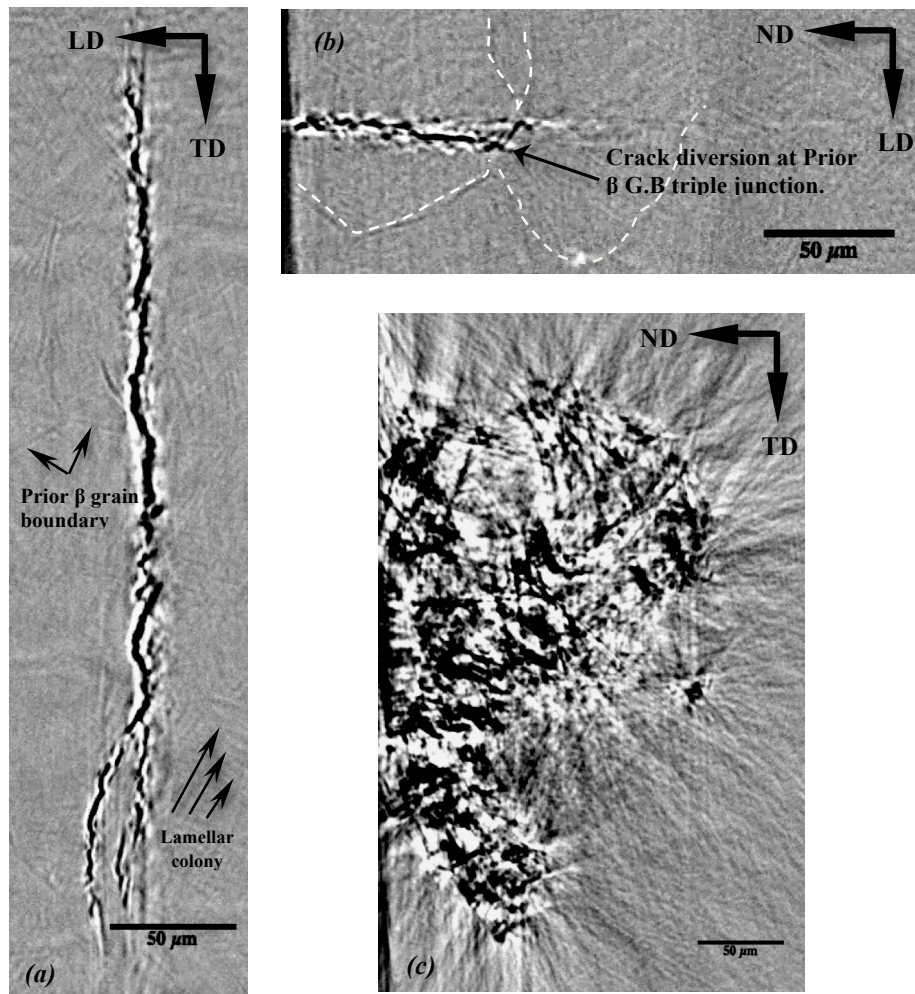 LD
TD
Prior β grain
boundary
Lamellar
colony
50 µm
(a)
(b)
ND
LD
Crack diversion at Prior
β G.B triple junction.
50 µm
ND
TD
50 µm
(c)